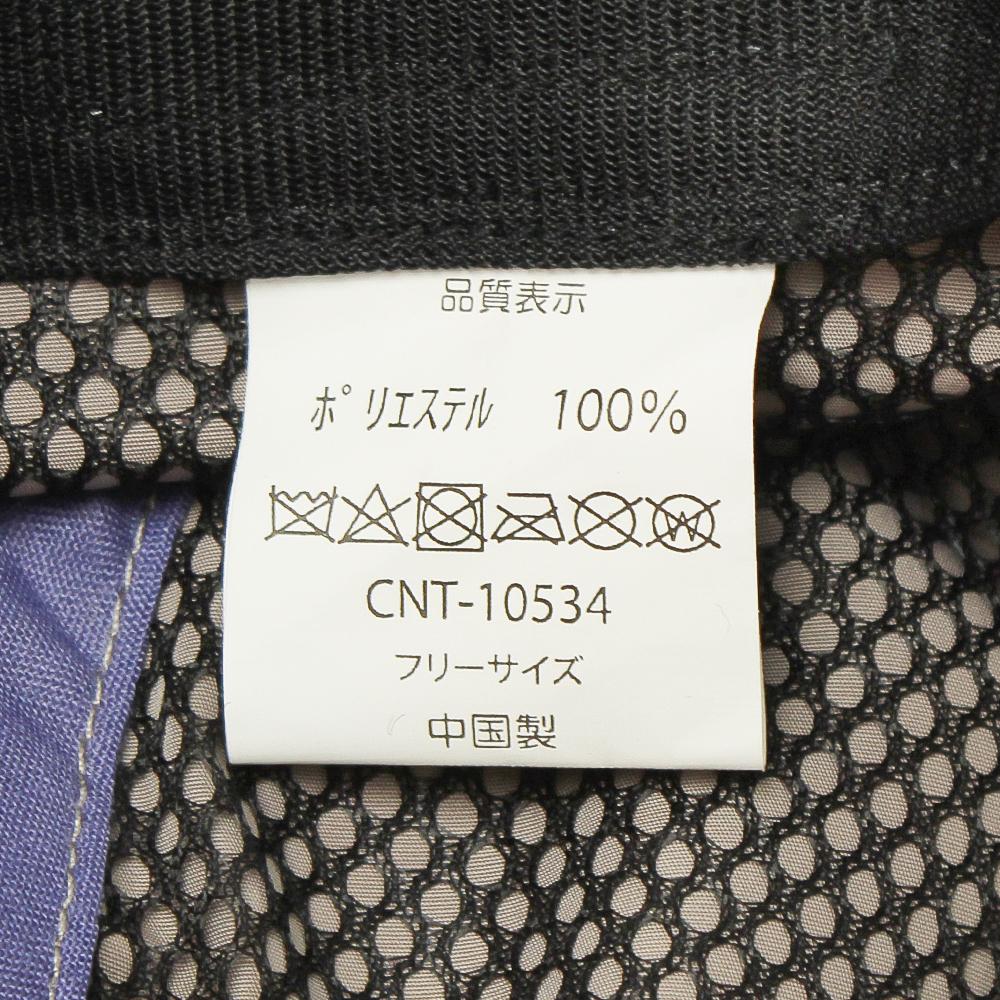 品質表示
ポリエステル 100%
W
CNT-10534
フリーサイズ
中国製